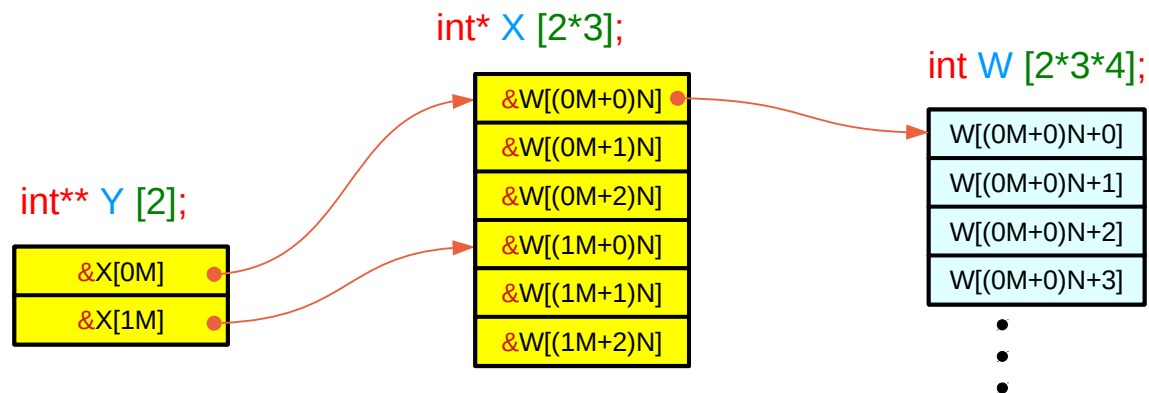 int** Y [2];
&X[0M]
&X[1M]
int* X [2*3];
&W[(0M+0)N]
&W[(0M+1)N]
&W[(0M+2)N]
&W[(1M+0)N]
&W[(1M+1)N]
&W[(1M+2)N]
int W [2*3*4];
W[(0M+0)N+0]
W[(0M+0)N+1]
W[(0M+0)N+2]
W[(0M+0)N+3]